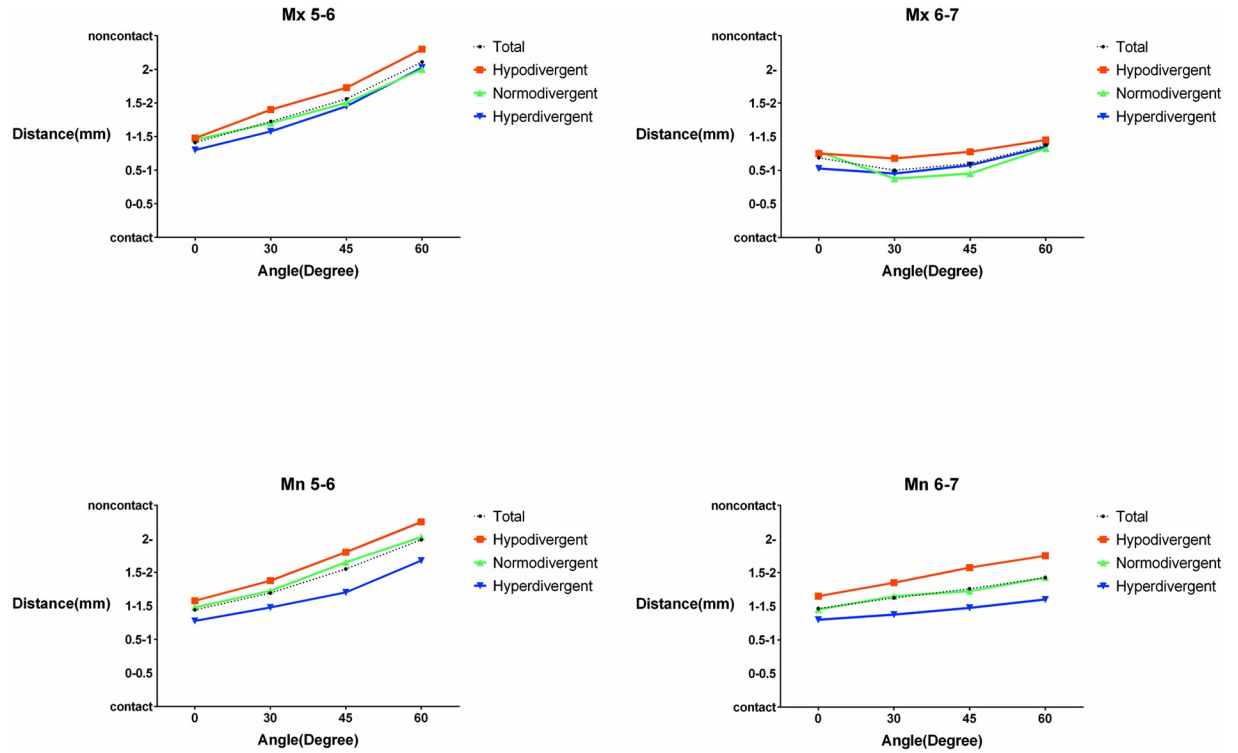 Mx 5-6
noncontact
2-
1.5-2
Distance(mm)
1-1.5
0.5-1
0-0.5
contact
0 30 45 60
Angle(Degree)
Total
Hypodivergent
Normodivergent
Hyperdivergent
Mx 6-7
noncontact
2-
1.5-2
Distance(mm)
1-1.5
0.5-1
0-0.5
contact
0 30 45 60
Angle(Degree)
Total
Hypodivergent
Normodivergent
Hyperdivergent
Mn 5-6
noncontact
2-
1.5-2
Distance(mm)
1-1.5
0.5-1
0-0.5
contact
0 30 45 60
Angle(Degree)
Total
Hypodivergent
Normodivergent
Hyperdivergent
Mn 6-7
noncontact
2-
1.5-2
Distance(mm)
1-1.5
0.5-1
0-0.5
contact
0 30 45 60
Angle(Degree)
Total
Hypodivergent
Normodivergent
Hyperdivergent